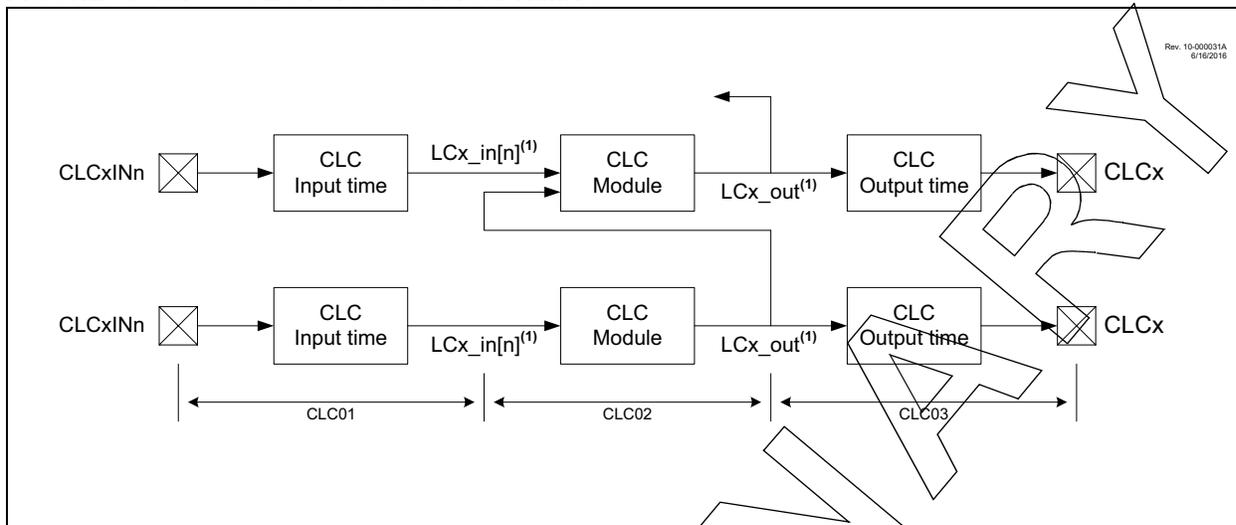 Rev. 10-000031A
6/16/2016
CLCxINn
CLC
Input time
LCx_in[n](1)
CLC
Module
LCx_out(1)
CLC
Output time
CLCx
CLCxINn
CLC
Input time
LCx_in[n](1)
CLC
Module
LCx_out(1)
CLC
Output time
CLCx
CLC01
CLC02
CLC03
ARY